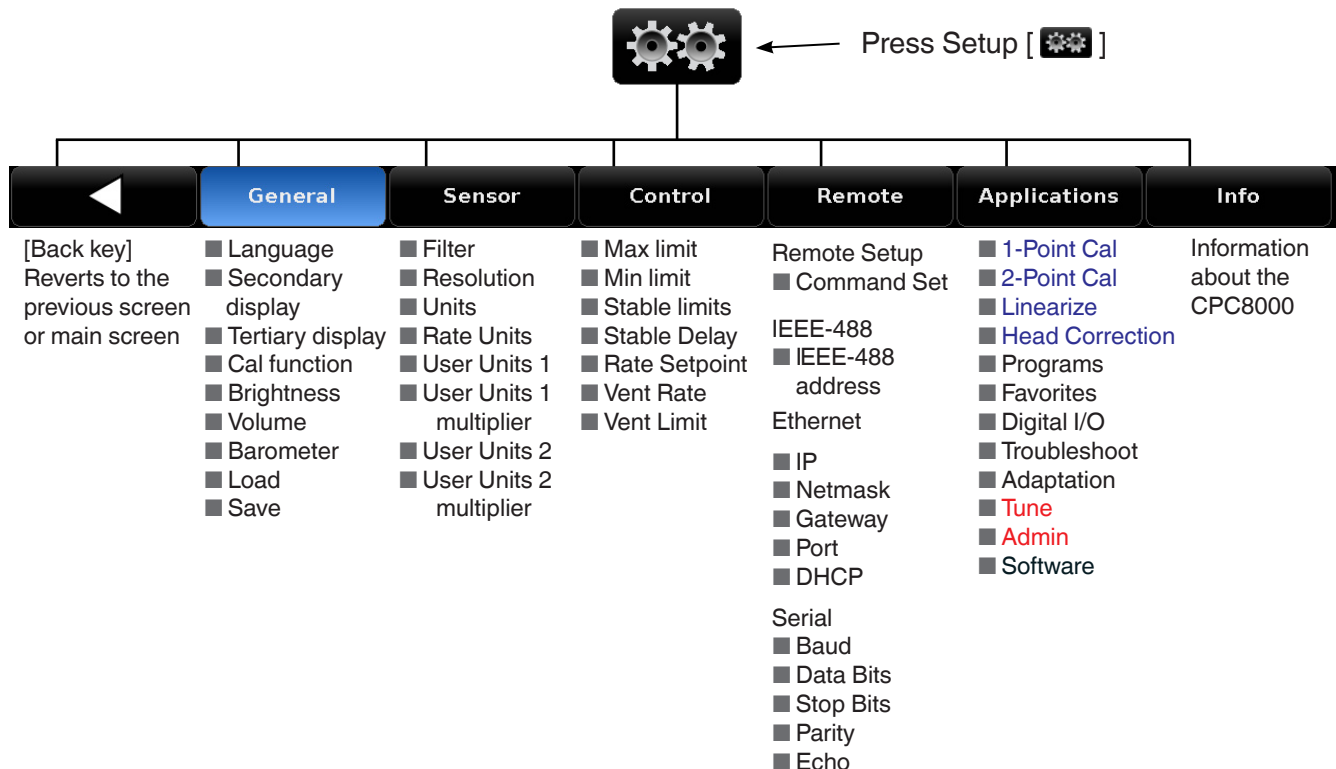 Press Setup [ ]
General
Sensor
Control
Remote
Applications
Info
[Back key]
Reverts to the
previous screen
or main screen
Language
Secondary
display
Tertiary display
Cal function
Brightness
Volume
Barometer
Load
Save
Filter
Resolution
Units
Rate Units
User Units 1
User Units 1
multiplier
User Units 2
User Units 2
multiplier
Max limit
Min limit
Stable limits
Stable Delay
Rate Setpoint
Vent Rate
Vent Limit
Remote Setup
Command Set
IEEE-488
IEEE-488
address
Ethernet
IP
Netmask
Gateway
Port
DHCP
Serial
Baud
Data Bits
Stop Bits
Parity
Echo
1-Point Cal
2-Point Cal
Linearize
Head Correction
Programs
Favorites
Digital I/O
Troubleshoot
Adaptation
Tune
Admin
Software
Information
about the
CPC8000